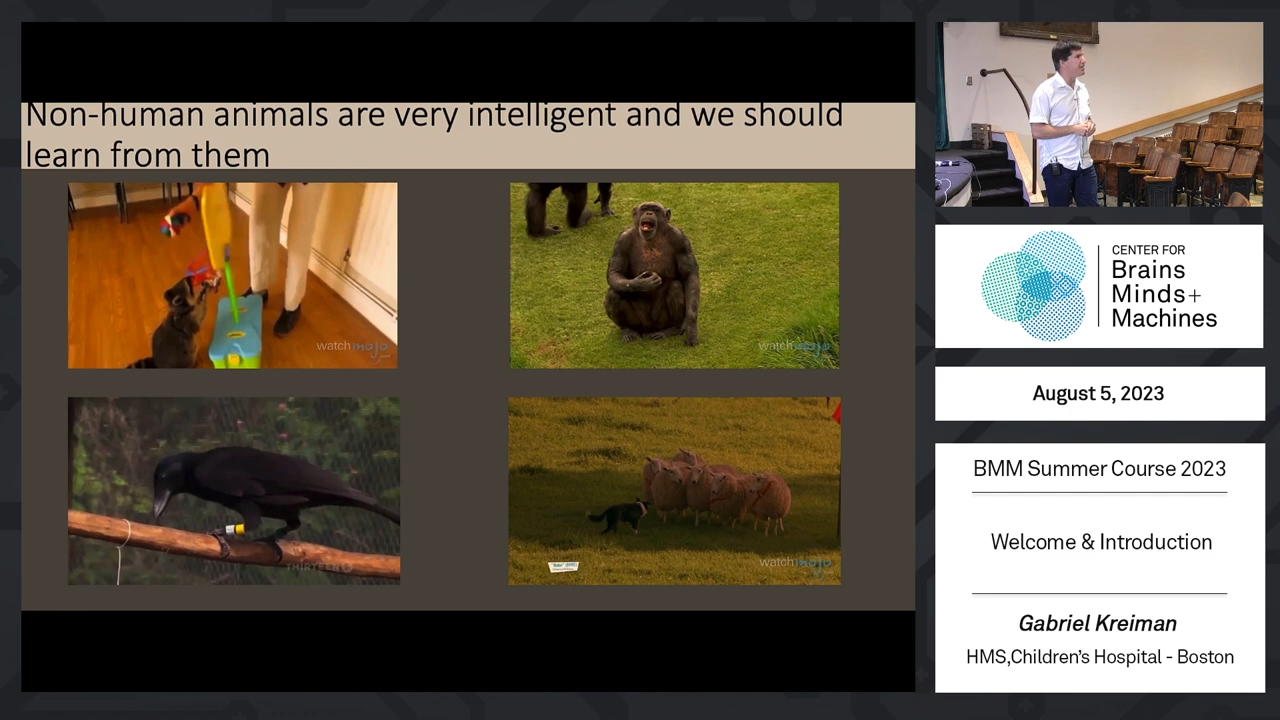 Non-human animals are very intelligent and we should
learn from them
watchmojo
watchmojo
THIRTEEN
watchmojo
CENTER FOR
Brains
Minds+
Machines
August 5, 2023
BMM Summer Course 2023
Welcome & Introduction
Gabriel Kreiman
HMS,Children's Hospital - Boston